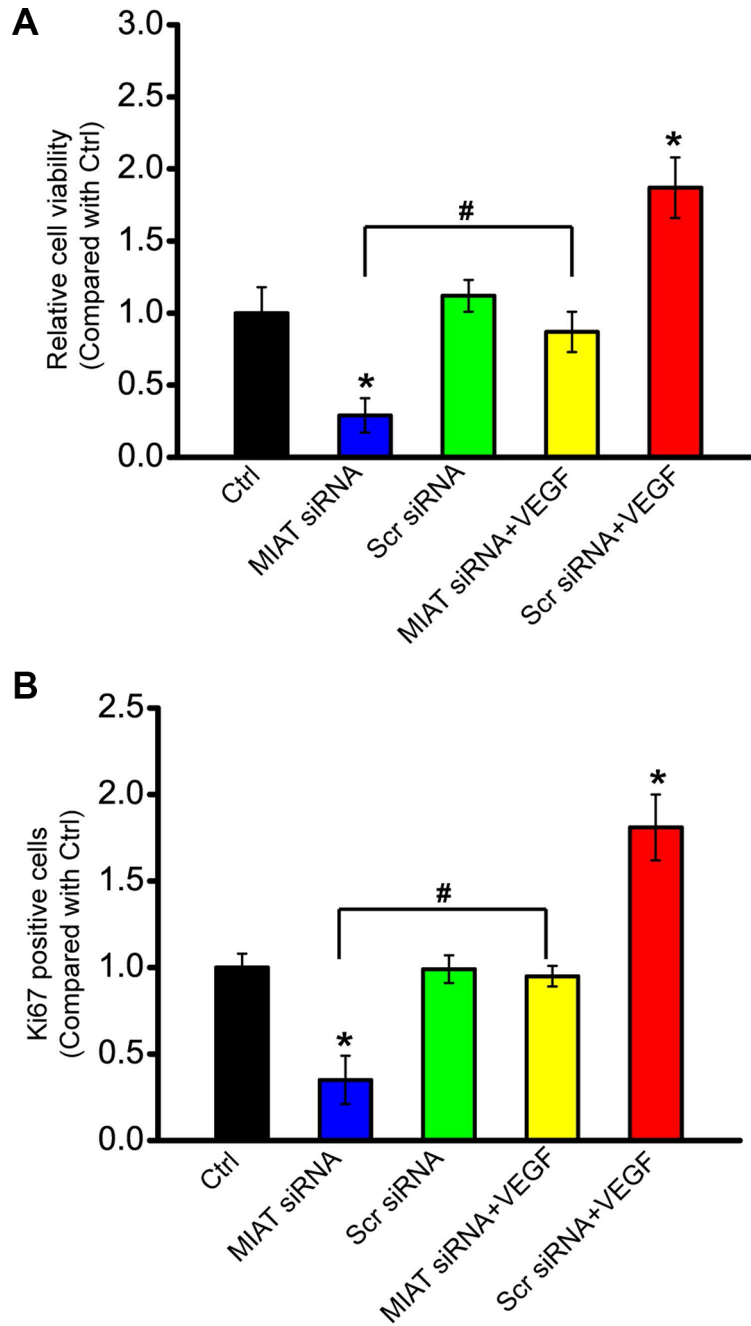 A
Relative cell viability
(Compared with Ctrl)
3.0
2.5
2.0
1.5
1.0
0.5
0.0
*
#
*
Ctrl
MIAT siRNA
Scr siRNA
MIAT siRNA+VEGF
Scr siRNA+VEGF
B
Ki67 positive cells
(Compared with Ctrl)
2.5
2.0
1.5
1.0
0.5
0.0
*
#
*
Ctrl
MIAT siRNA
Scr siRNA
MIAT siRNA+VEGF
Scr siRNA+VEGF